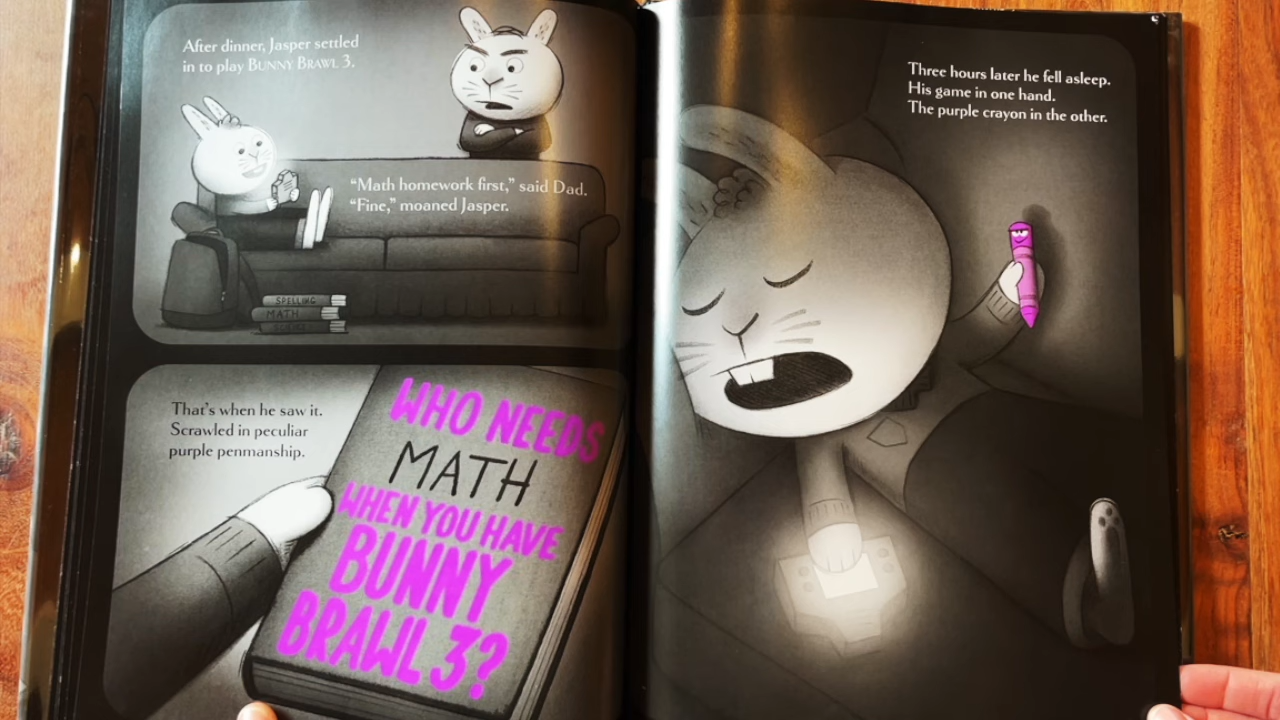 After dinner, Jasper settled
in to play BUNNY BRAWL 3.
"Math homework first," said Dad.
"Fine," moaned Jasper.
SPELLING
MATH
SCIENCE
That's when he saw it.
Scrawled in peculiar
purple penmanship.
WHO NEEDS
MATH
WHEN YOU HAVE
BUNNY
BRAWL 3?
Three hours later he fell asleep.
His game in one hand.
The purple crayon in the other.